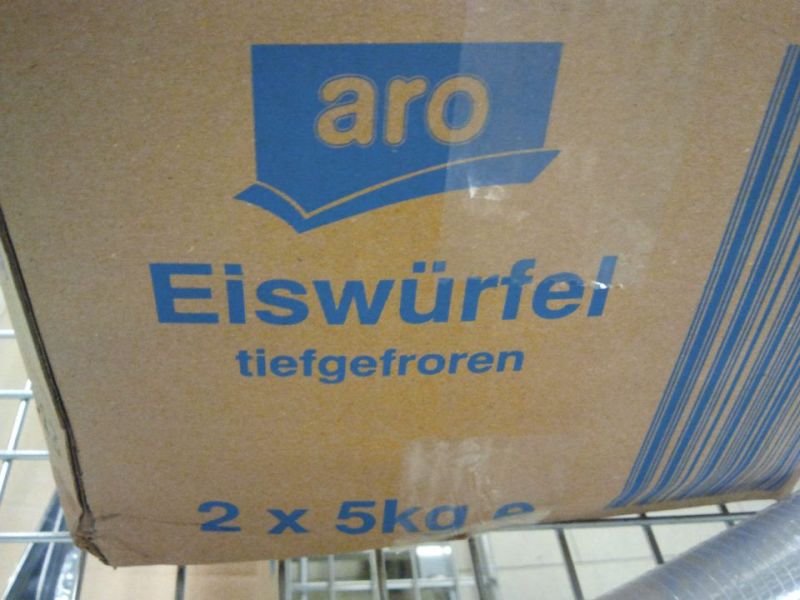 aro
Eiswürfel
tiefgefroren
2 x 5kg e